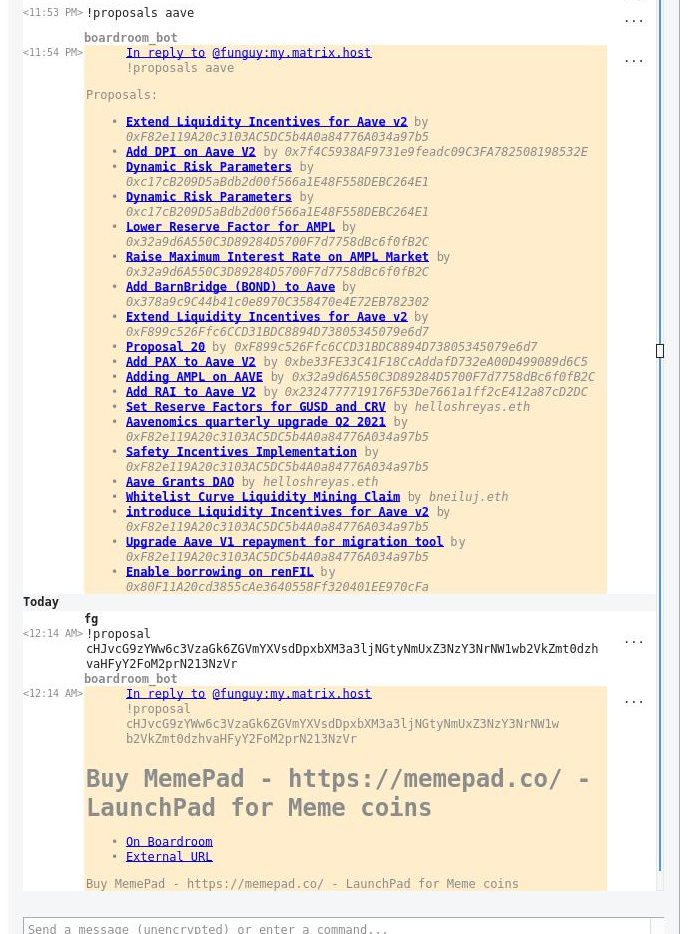 <11:53 PM> !proposals aave ...
boardroom_bot
<11:54 PM> In reply to @funguy:my.matrix.host ...
!proposals aave
Proposals:
• Extend Liquidity Incentives for Aave v2 by
0xF82e119A20c3103AC5DC5b4A0a84776A034a97b5
• Add DPI on Aave V2 by 0x7f4C5938AF9731e9feadc09C3FA782508198532E
• Dynamic Risk Parameters by
0xc17cB209D5aBdb2d00f566a1E48F558DEBC264E1
• Dynamic Risk Parameters by
0xc17cB209D5aBdb2d00f566a1E48F558DEBC264E1
• Lower Reserve Factor for AMPL by
0x32a9d6A550C3D89284D5700F7d7758dBc6f0fB2C
• Raise Maximum Interest Rate on AMPL Market by
0x32a9d6A550C3D89284D5700F7d7758dBc6f0fB2C
• Add BarnBridge (BOND) to Aave by
0x378a9c9C44b41c0e8970C358470e4E72EB782302
• Extend Liquidity Incentives for Aave v2 by
0xF899c526Ffc6CCD31BDC8894D73805345079e6d7
• Proposal 20 by 0xF899c526Ffc6CCD31BDC8894D73805345079e6d7
• Add PAX to Aave V2 by 0xbe33FE33C41F18CcAddafD732eA00D499089d6C5
• Adding AMPL on AAVE by 0x32a9d6A550C3D89284D5700F7d7758dBc6f0fB2C
• Add RAI to Aave V2 by 0x2324777719176F53De7661a1ff2cE412a87cD2DC
• Set Reserve Factors for GUSD and CRV by helloshreyas.eth
• Aavenomics quarterly upgrade Q2 2021 by
0xF82e119A20c3103AC5DC5b4A0a84776A034a97b5
• Safety Incentives Implementation by
0xF82e119A20c3103AC5DC5b4A0a84776A034a97b5
• Aave Grants DAO by helloshreyas.eth
• Whitelist Curve Liquidity Mining Claim by bneiluj.eth
• introduce Liquidity Incentives for Aave v2 by
0xF82e119A20c3103AC5DC5b4A0a84776A034a97b5
• Upgrade Aave V1 repayment for migration tool by
0xF82e119A20c3103AC5DC5b4A0a84776A034a97b5
• Enable borrowing on renFIL by
0x80F11A20cd3855cAe3640558Ff320401EE970cFa
Today
fg
<12:14 AM> !proposal ...
cHJvcG9zYWw6c3VzaGk6ZGVmYXVsdDpxbXM3a3ljNGtyNmUxZ3NzY3NrNW1wb2VkZmt0dzh
vaHFyY2FoM2prN213NzVr
boardroom_bot
<12:14 AM> In reply to @funguy:my.matrix.host ...
!proposal
cHJvcG9zYWw6c3VzaGk6ZGVmYXVsdDpxbXM3a3ljNGtyNmUxZ3NzY3NrNW1w
b2VkZmt0dzhvaHFyY2FoM2prN213NzVr
Buy MemePad - https://memepad.co/ -
LaunchPad for Meme coins
• On Boardroom
• External URL
Buy MemePad - https://memepad.co/ - LaunchPad for Meme coins
Send a message (unencrypted) or enter a command...